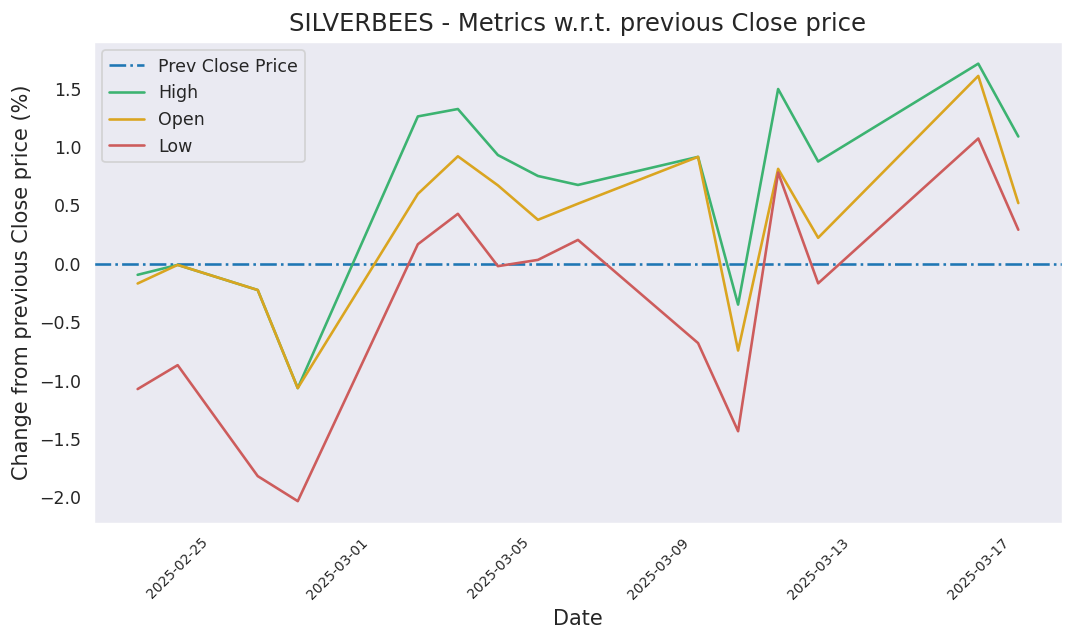 SILVERBEES - Metrics w.r.t. previous Close price
Prev Close Price
High
Open
Low
Change from previous Close price (%)
1.5
1.0
0.5
0.0
−0.5
−1.0
−1.5
−2.0
2025-02-25
2025-03-01
2025-03-05
2025-03-09
2025-03-13
2025-03-17
Date